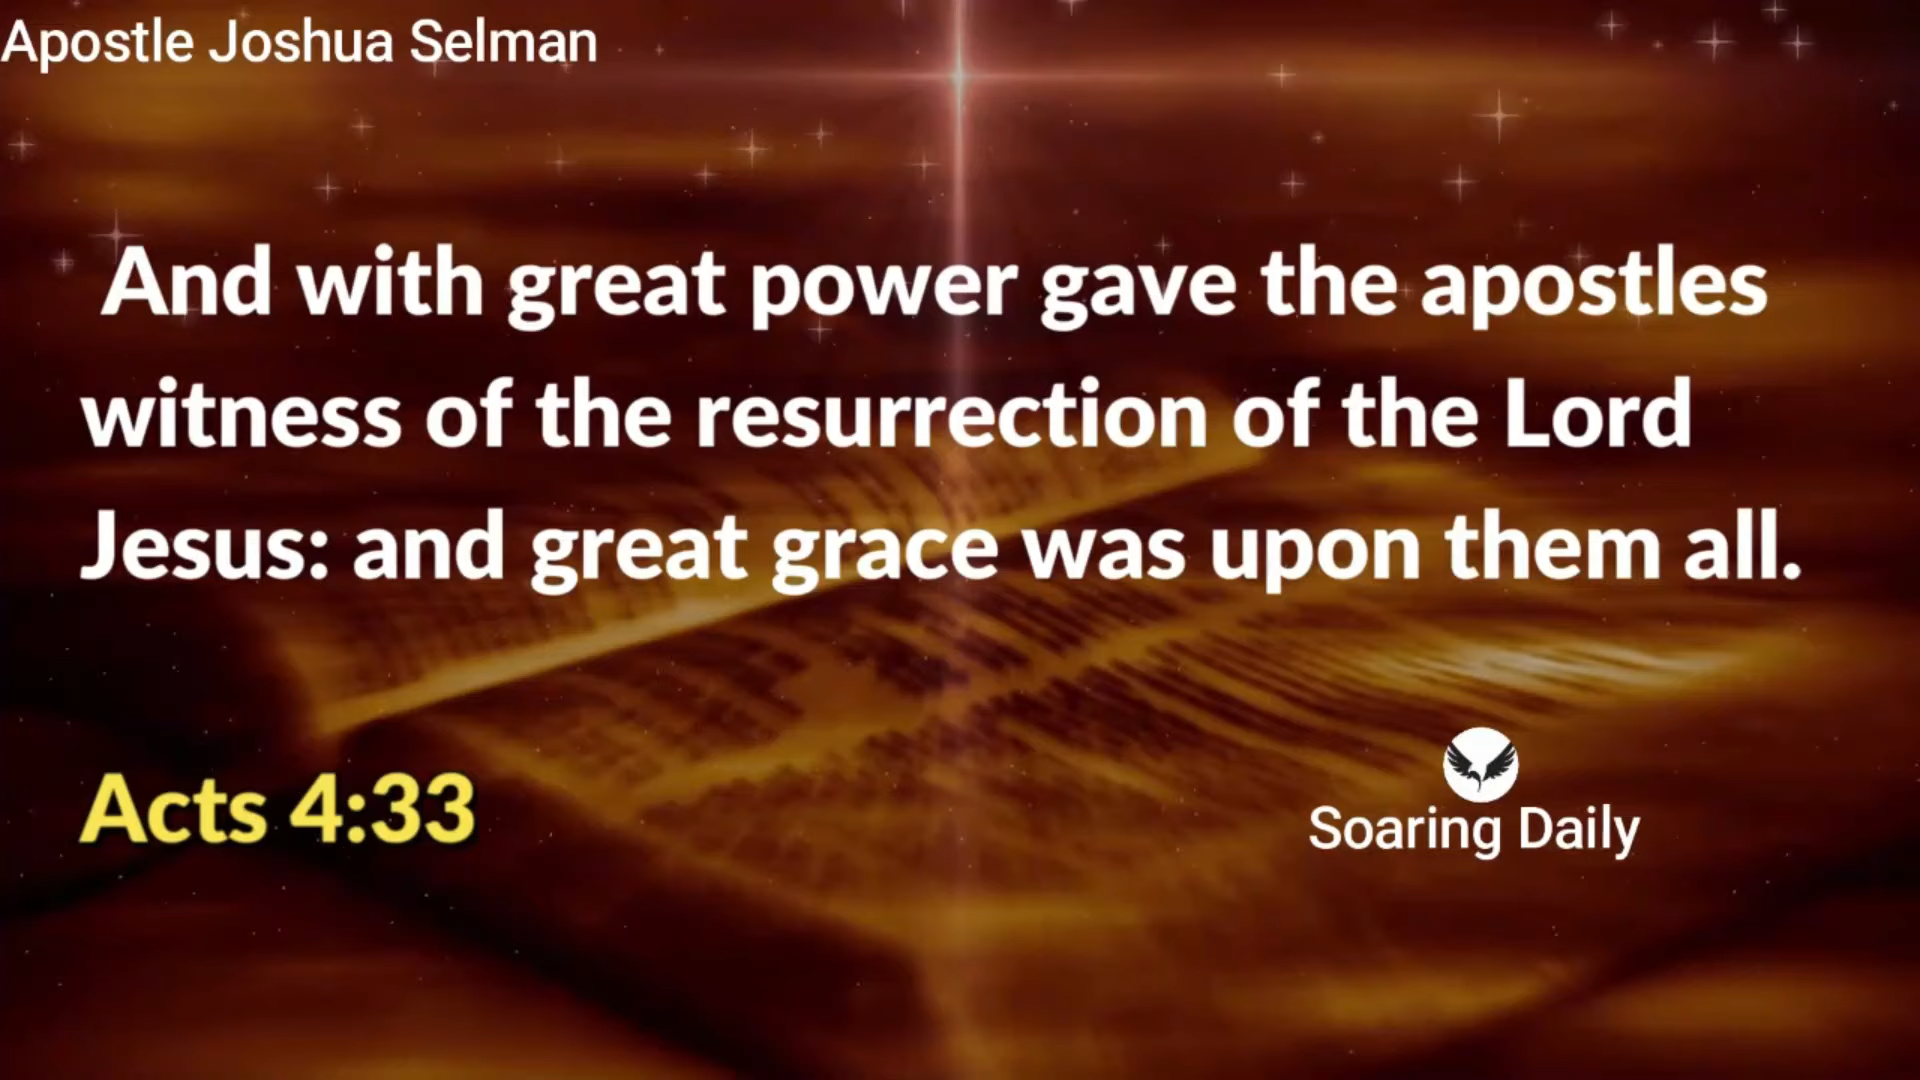 Apostle Joshua Selman
And with great power gave the apostles
witness of the resurrection of the Lord
Jesus: and great grace was upon them all.
Acts 4:33
Soaring Daily